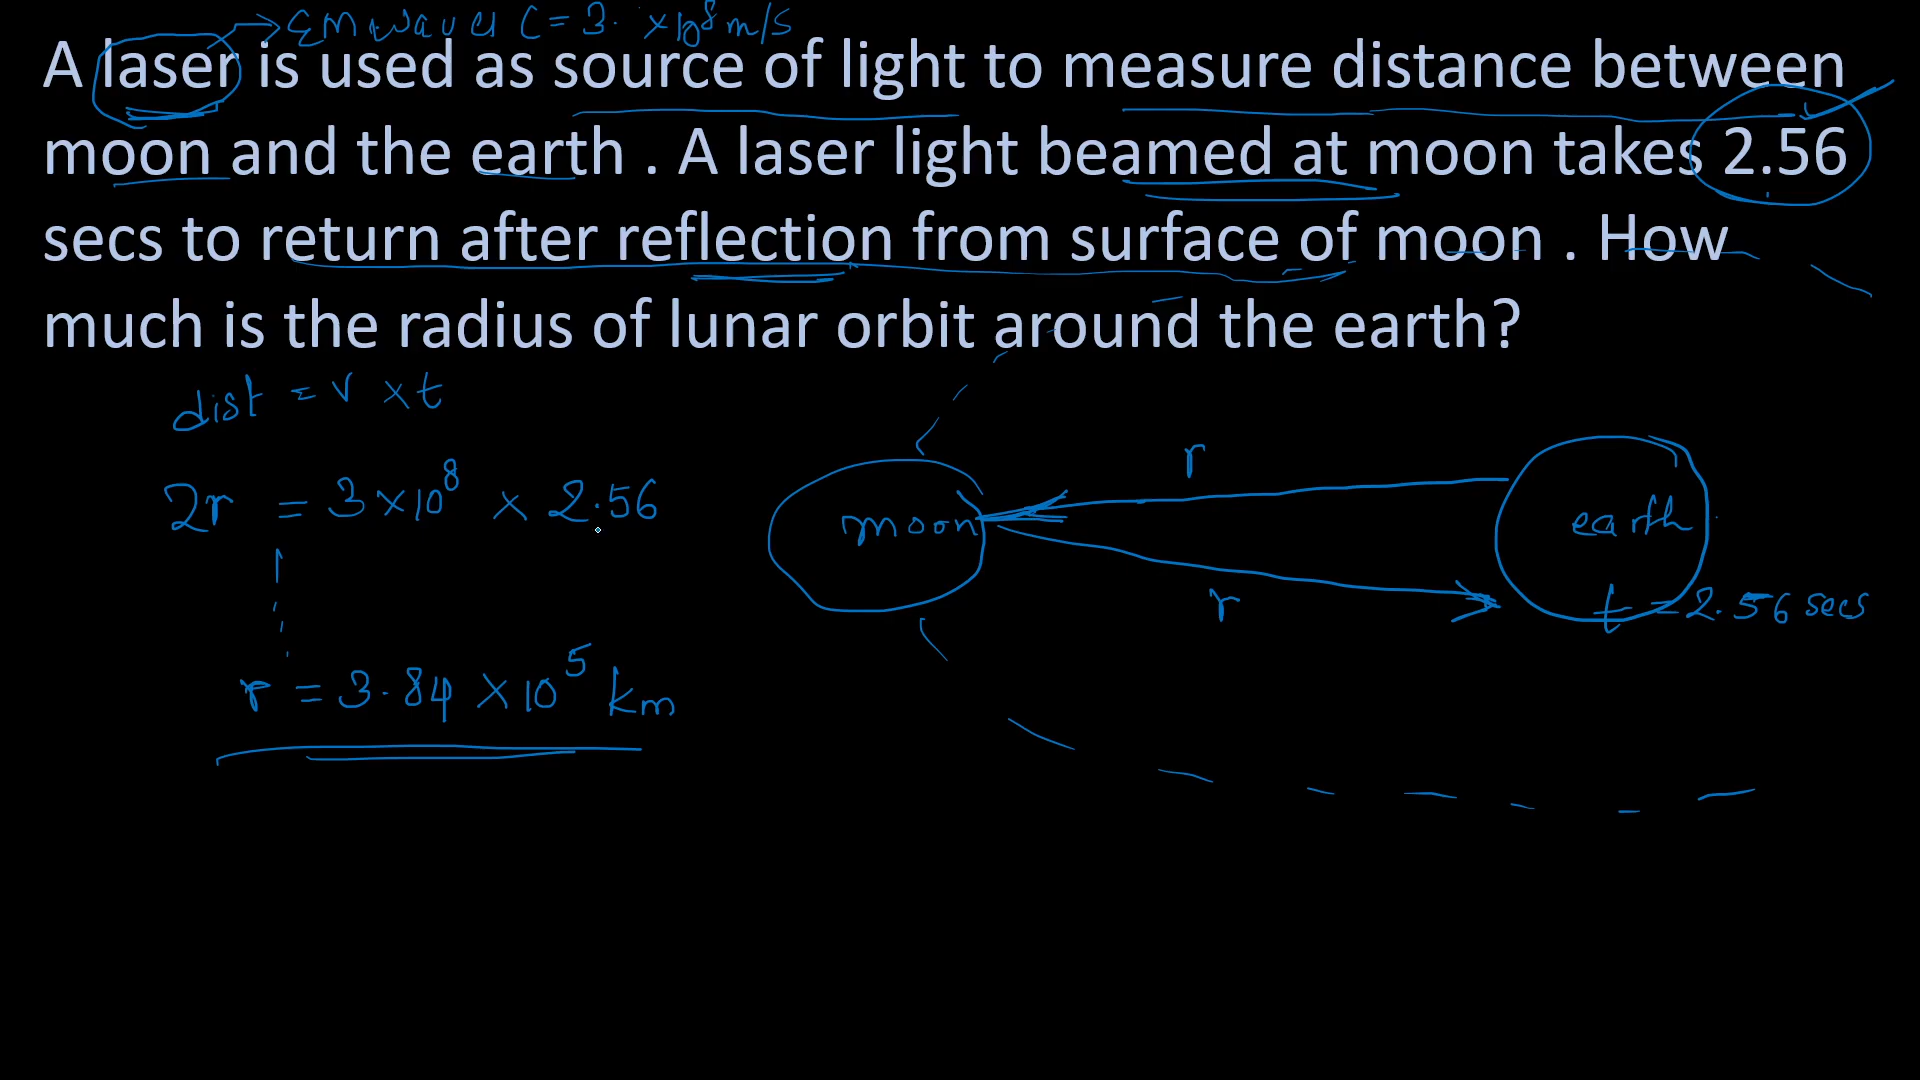 EM waves C = 3. ×10⁸ m/s
A laser is used as source of light to measure distance between
moon and the earth . A laser light beamed at moon takes 2.56
secs to return after reflection from surface of moon . How
much is the radius of lunar orbit around the earth?
dist = v × t
2r = 3 × 10⁸ × 2.56
r = 3.84 × 10⁵ km
r
moon
earth
r
t = 2.56 secs